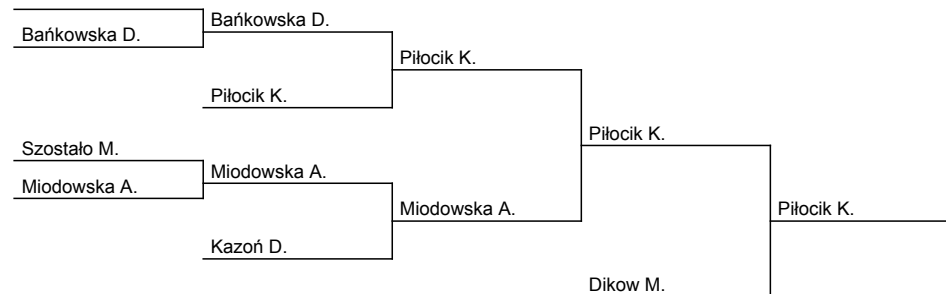 Bańkowska D.
Bańkowska D.
Piłocik K.
Piłocik K.
Szostało M.
Piłocik K.
Miodowska A.
Miodowska A.
Miodowska A.
Piłocik K.
Kazoń D.
Dikow M.